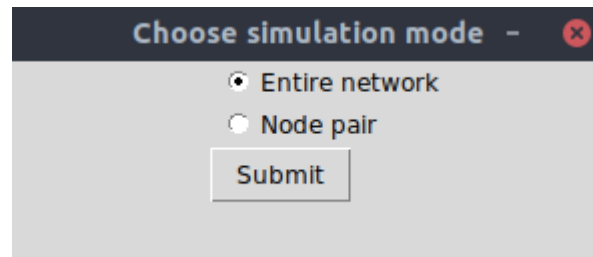 Choose simulation mode
Entire network
Node pair
Submit